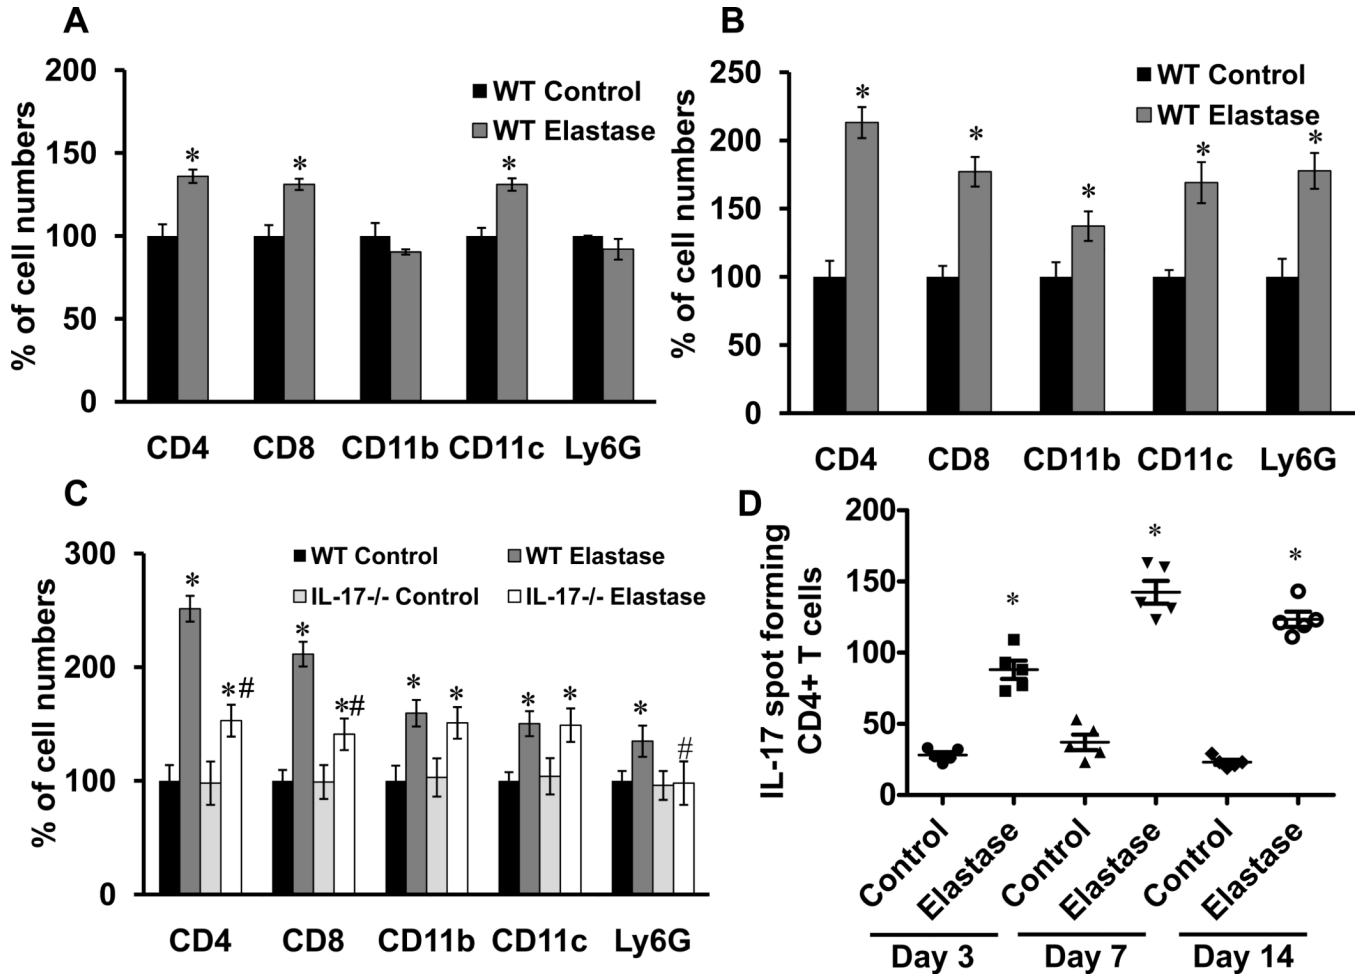 A
% of cell numbers
200
150
100
50
0
WT Control
WT Elastase
*
*
*
CD4 CD8 CD11b CD11c Ly6G
B
% of cell numbers
250
200
150
100
50
0
WT Control
WT Elastase
*
*
*
*
*
CD4 CD8 CD11b CD11c Ly6G
C
% of cell numbers
300
200
100
0
WT Control WT Elastase
IL-17-/- Control IL-17-/- Elastase
*
*#
*
*#
*
*
*
*
*
#
CD4 CD8 CD11b CD11c Ly6G
D
IL-17 spot forming
CD4+ T cells
200
150
100
50
0
*
*
*
Control Elastase Control Elastase Control Elastase
Day 3 Day 7 Day 14